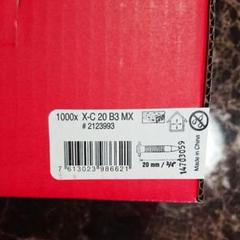 1000x X-C 20 B3 MX
# 2123993
20 mm / 3/4"
7 613023 986621
14703059
Made in China